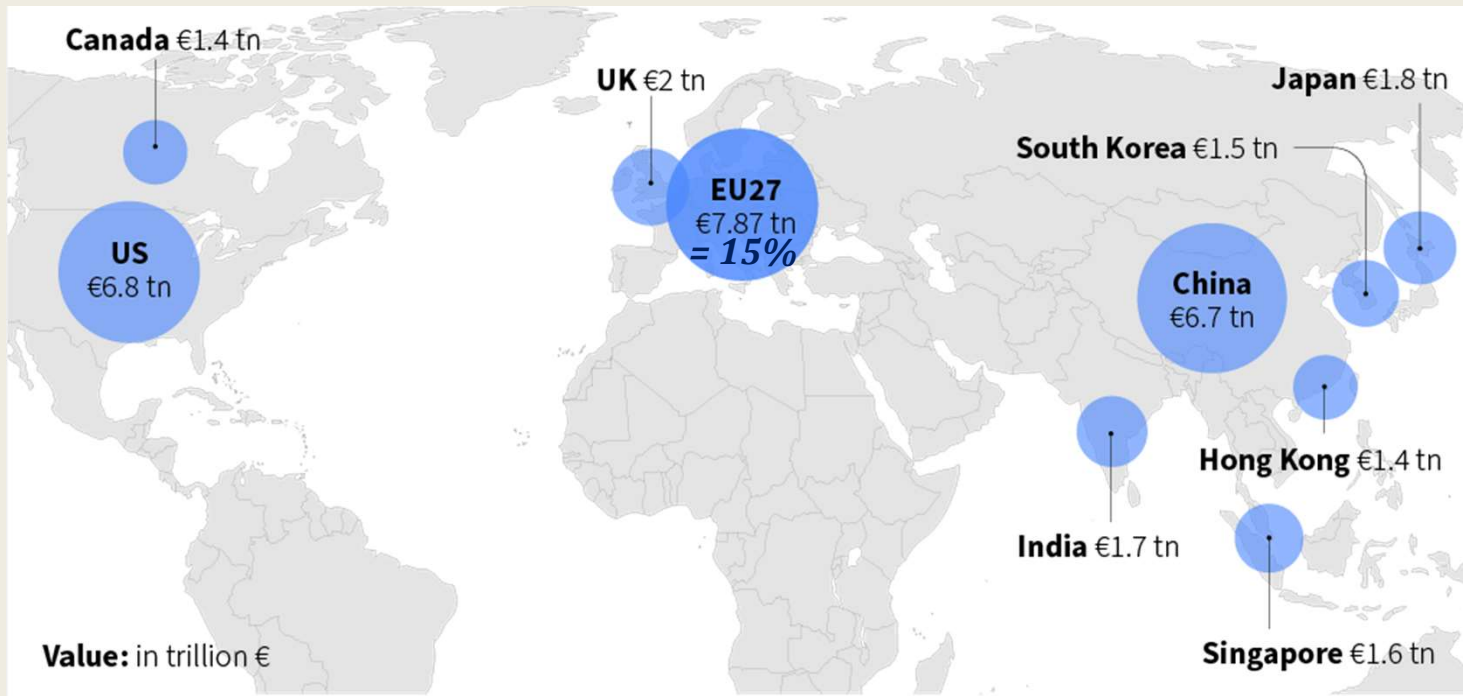 Canada €1.4 tn
UK €2 tn
Japan €1.8 tn
South Korea €1.5 tn
EU27
€7.87 tn
= 15%
US
€6.8 tn
China
€6.7 tn
Hong Kong €1.4 tn
India €1.7 tn
Singapore €1.6 tn
Value: in trillion €